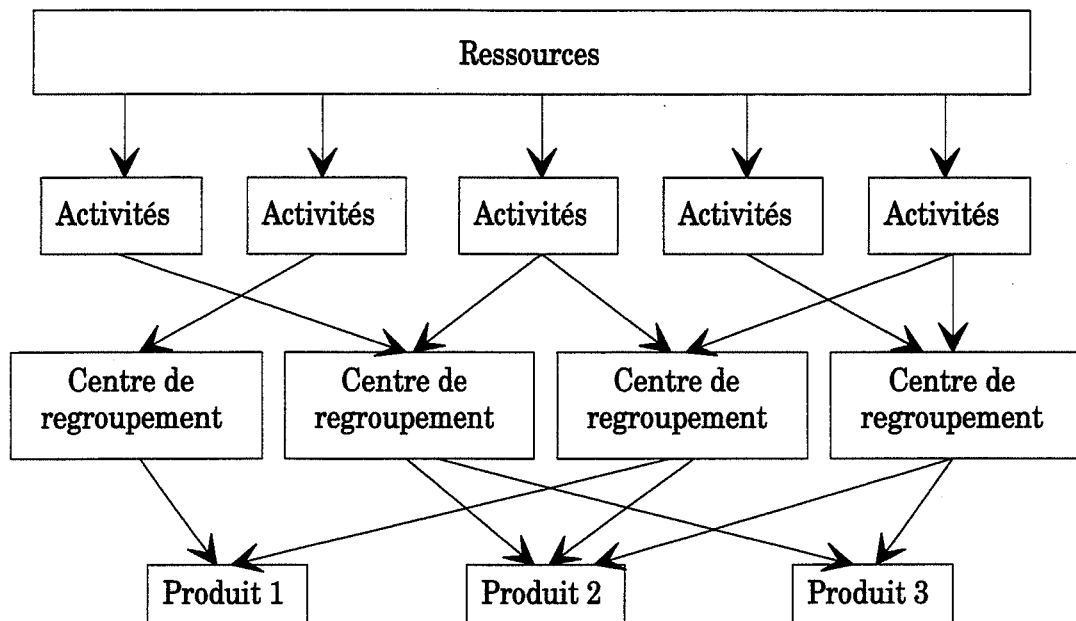 Ressources
Activités
Activités
Activités
Activités
Activités
Centre de
regroupement
Centre de
regroupement
Centre de
regroupement
Centre de
regroupement
Produit 1
Produit 2
Produit 3